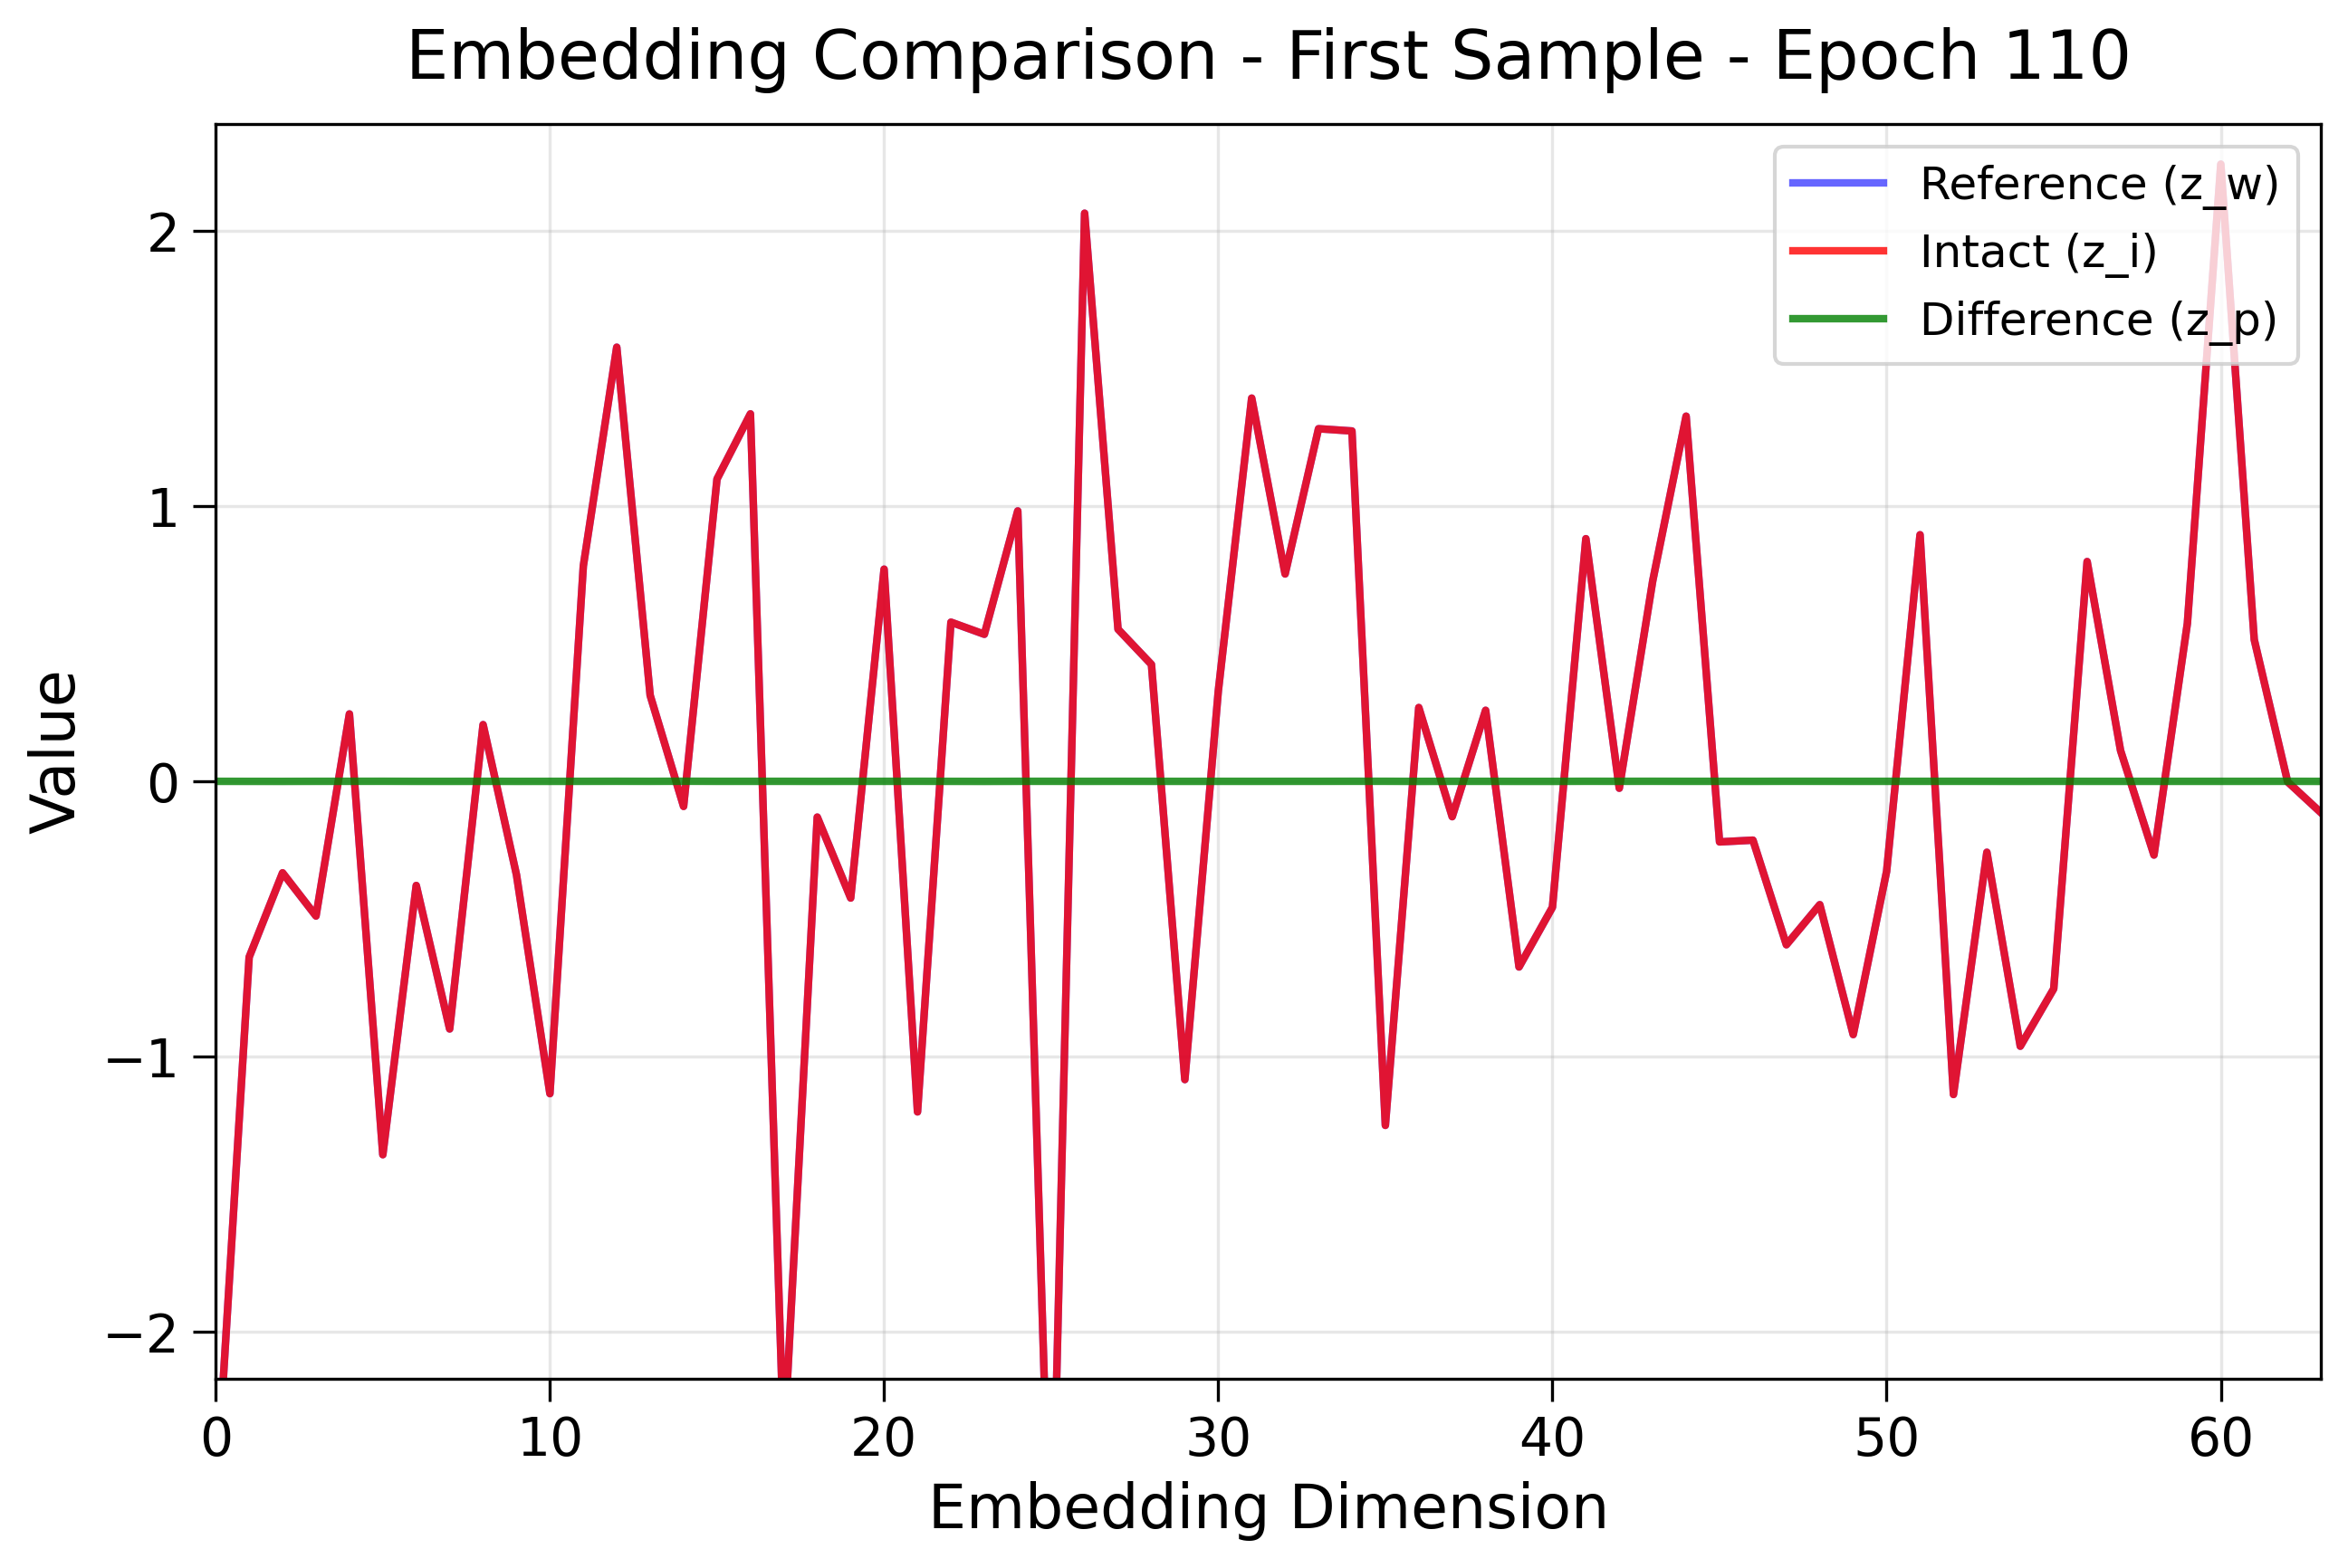 Embedding Comparison - First Sample - Epoch 110
Reference (z_w)
Intact (z_i)
Difference (z_p)
Value
2
1
0
−1
−2
0 10 20 30 40 50 60
Embedding Dimension